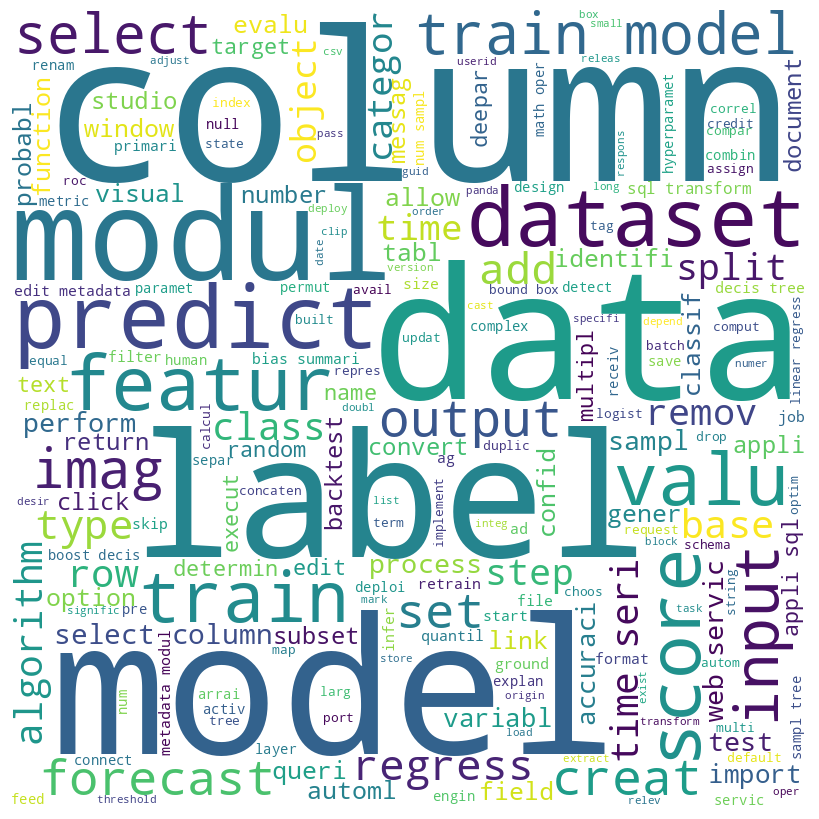 select
train model
box
small
csv
adjust
evalu
target
renam
studio
window
primari
function
probabl
object
categor
messag
num sampl
deepar
math oper
userid
releas
hyperparamet
document
correl
credit
compar
combin
assign
index
null
state
pass
guid
respons
column
roc
metric
visual
number
deploy
order
date
clip
panda
allow
time
tabl
version
size
design
long
sql transform
tag
dataset
modul
edit metadata
paramet
permut
built
avail
add
identifi
bound box
detect
split
decis tree
predict
equal
filter
human
bias summari
repres
doubl
updat
cast
complex
data
specifi
depend
comput
batch
save
numer
linear regress
classif
multipl
receiv
text
replac
featur
name
perform
return
calcul
class
random
separ
output
convert
duplic
ag
logist
remov
job
sampl
drop
appli
imag
click
desir
type
skip
execut
concaten
backtest
list
term
implement
integ
ad
confid
label
valu
gener
request
base
block
schema
optim
string
task
appli sql
boost decis
row
determin
edit
process
retrain
step
choos
deploi
file
algorithm
option
signific
pre
train
mark
infer
set
start
quantil
link
ground
format
accuraci
time seri
exist
autom
score
web servic
input
select column
subset
map
store
explan
origin
metadata modul
num
arrai
activ
tree
larg
port
model
load
variabl
transform
multi
test
sampl tree
connect
layer
forecast
queri
regress
extract
creat
default
import
feed
threshold
automl
engin
field
relev
servic
oper